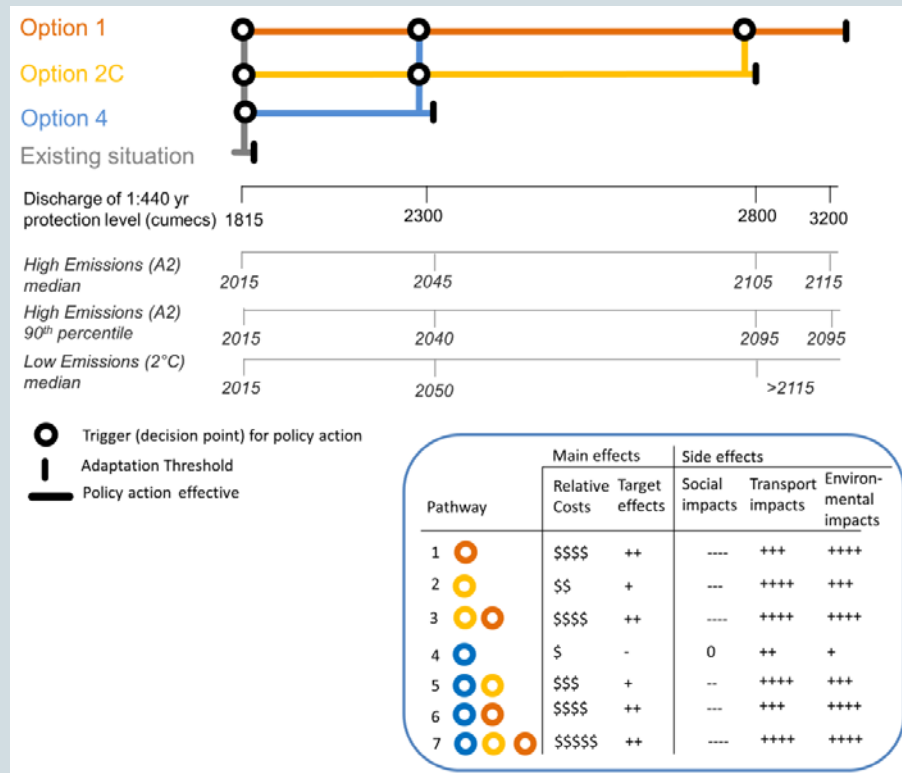 Option 1
Option 2C
Option 4
Existing situation
Discharge of 1:440 yr
protection level (cumecs) 1815 2300 2800 3200
High Emissions (A2)
median
2015 2045 2105 2115
High Emissions (A2)
90th percentile
2015 2040 2095 2095
Low Emissions (2°C)
median
2015 2050 >2115
Trigger (decision point) for policy action
Adaptation Threshold
Policy action effective
Main effects Side effects
Pathway Relative Costs Target effects Social impacts Transport impacts Environ-mental impacts
1 $$$$ ++ ---- +++ ++++
2 $$ + --- ++++ +++
3 $$$$ ++ ---- ++++ ++++
4 $ - 0 ++ +
5 $$$ + -- ++++ +++
6 $$$$ ++ --- +++ ++++
7 $$$$$ ++ ---- ++++ ++++